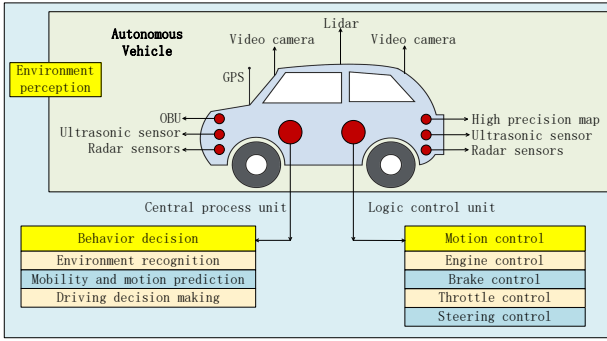 Lidar
Autonomous
Vehicle
Video camera
Video camera
Environment
perception
GPS
OBU
Ultrasonic sensor
Radar sensors
High precision map
Ultrasonic sensor
Radar sensors
Central process unit
Logic control unit
Behavior decision
Environment recognition
Mobility and motion prediction
Driving decision making
Motion control
Engine control
Brake control
Throttle control
Steering control